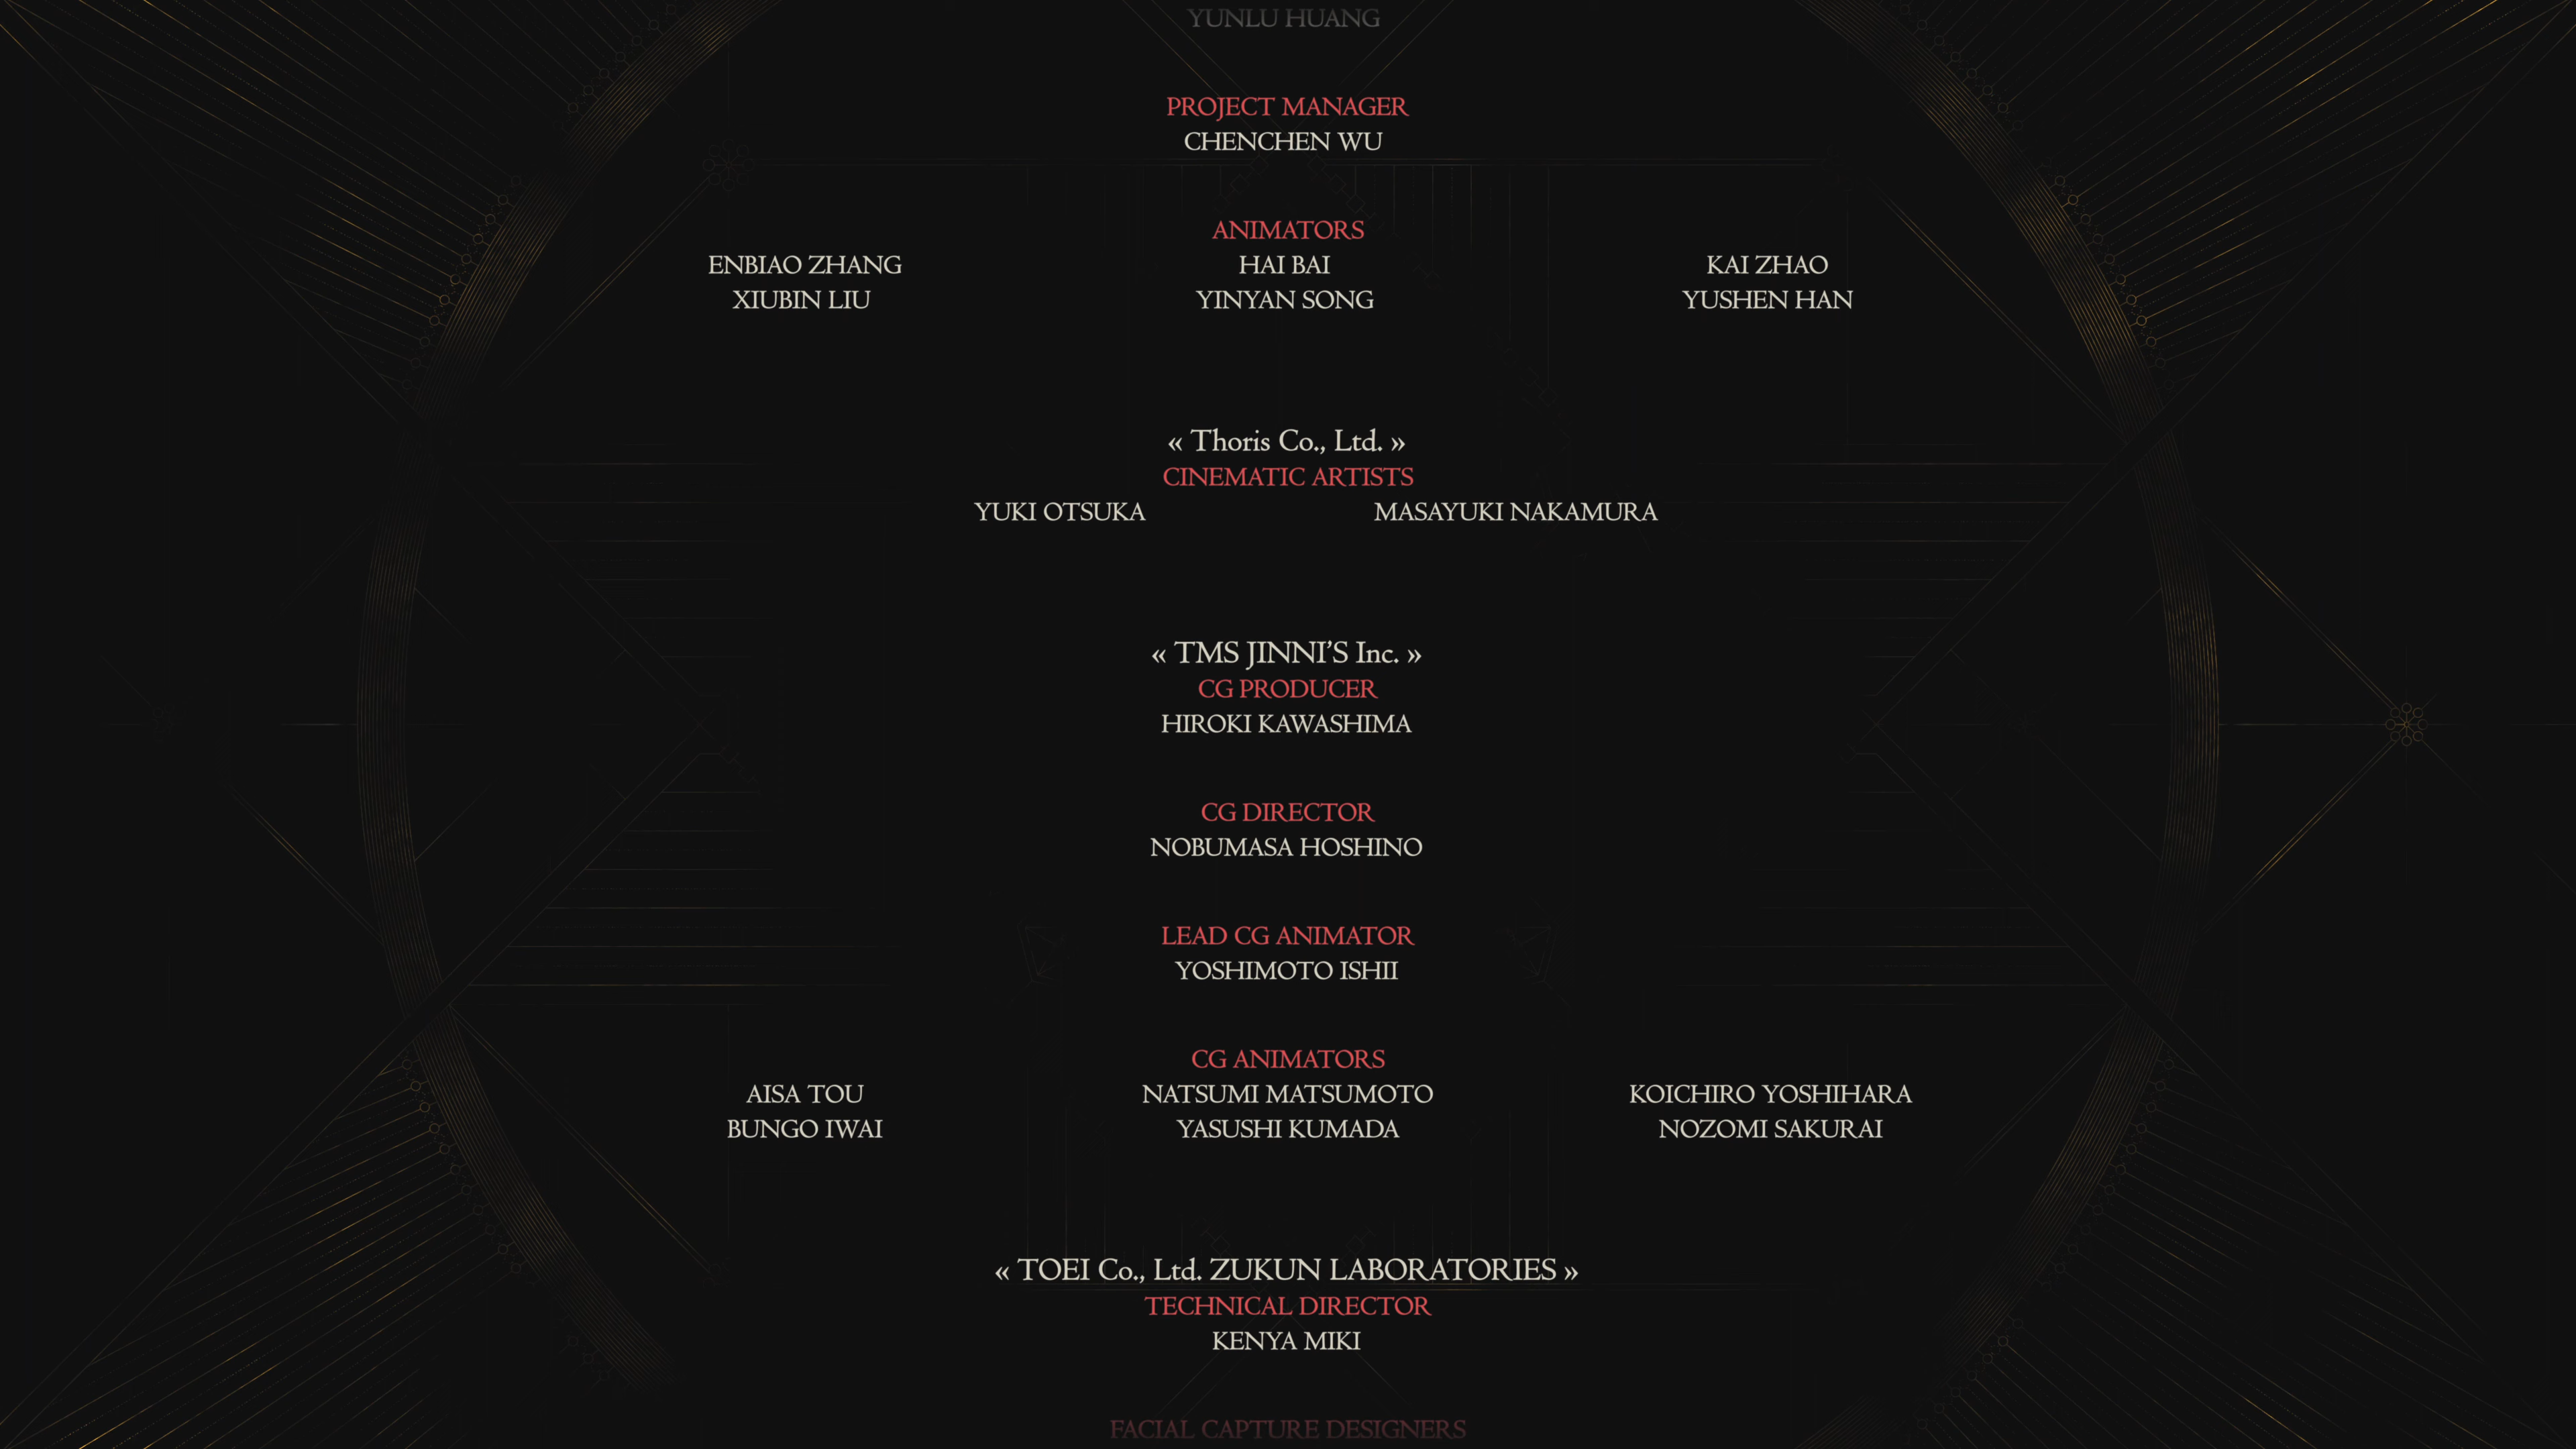 YUNLU HUANG
PROJECT MANAGER
CHENCHEN WU
ANIMATORS
ENBIAO ZHANG HAI BAI KAI ZHAO
XIUBIN LIU YINYAN SONG YUSHEN HAN
« Thoris Co., Ltd. »
CINEMATIC ARTISTS
YUKI OTSUKA MASAYUKI NAKAMURA
« TMS JINNI'S Inc. »
CG PRODUCER
HIROKI KAWASHIMA
CG DIRECTOR
NOBUMASA HOSHINO
LEAD CG ANIMATOR
YOSHIMOTO ISHII
CG ANIMATORS
AISA TOU NATSUMI MATSUMOTO KOICHIRO YOSHIHARA
BUNGO IWAI YASUSHI KUMADA NOZOMI SAKURAI
« TOEI Co., Ltd. ZUKUN LABORATORIES »
TECHNICAL DIRECTOR
KENYA MIKI
FACIAL CAPTURE DESIGNERS